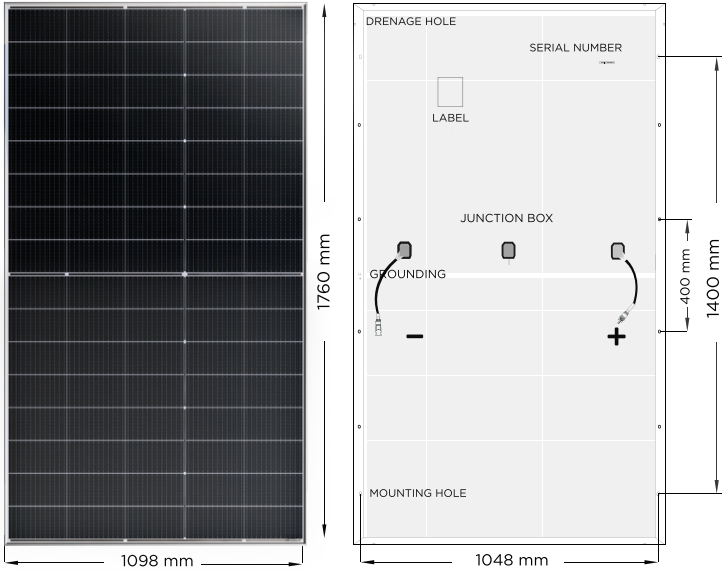 DRENAGE HOLE
SERIAL NUMBER
LABEL
JUNCTION BOX
GROUNDING
1760 mm
400 mm
1400 mm
−
+
MOUNTING HOLE
1098 mm
1048 mm